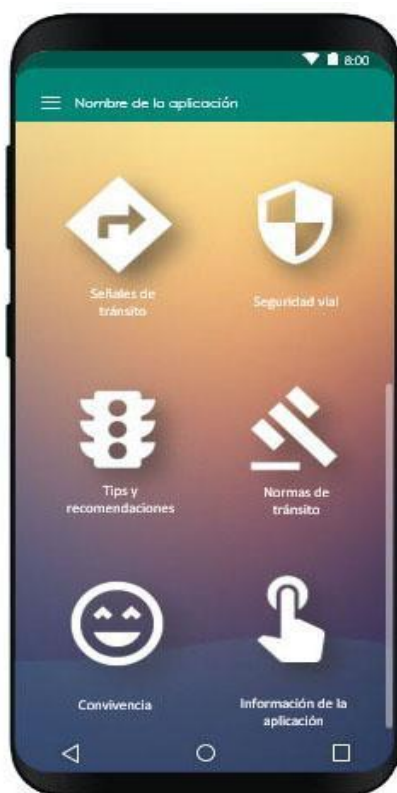 8:00
Nombre de la aplicación
Señales de
tránsito
Seguridad vial
Tips y
recomendaciones
Normas de
tránsito
Convivencia
Información de la
aplicación